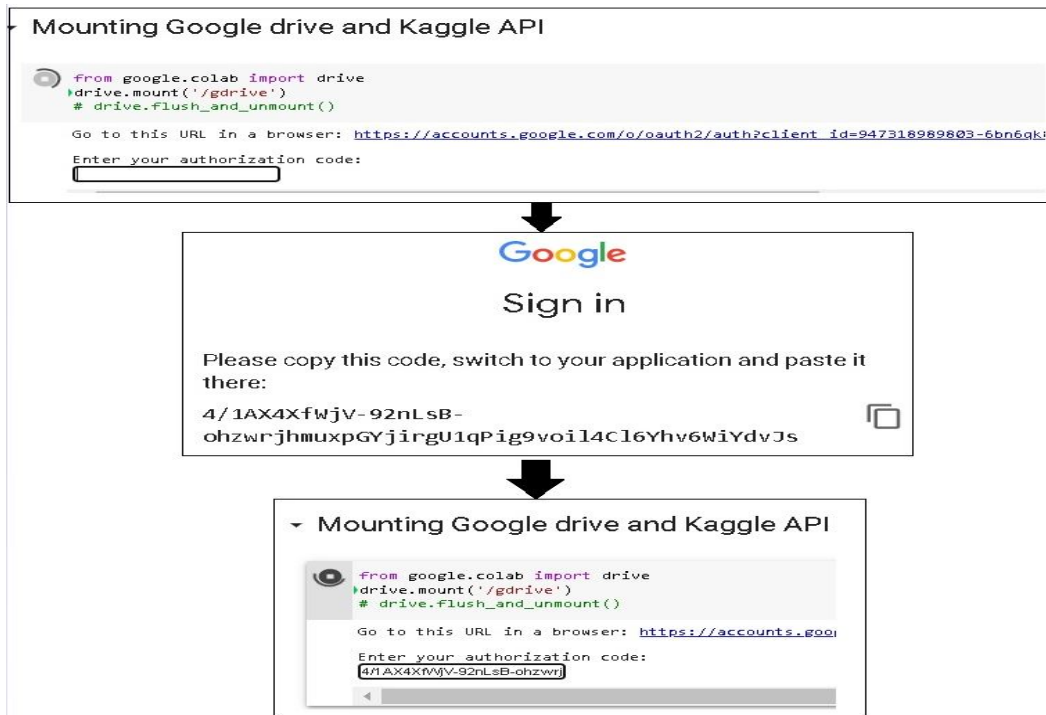 Mounting Google drive and Kaggle API
from google.colab import drive
drive.mount('/gdrive')
# drive.flush_and_unmount()
Go to this URL in a browser: https://accounts.google.com/o/oauth2/auth?client_id=947318989803-6bn6qk
Enter your authorization code:
Google
Sign in
Please copy this code, switch to your application and paste it
there:
4/1AX4XfWjV-92nLsB-
ohzwrjhmuxpGYjirgU1qPig9voil4Cl6Yhv6WiYdvJs
Mounting Google drive and Kaggle API
from google.colab import drive
drive.mount('/gdrive')
# drive.flush_and_unmount()
Go to this URL in a browser: https://accounts.goo
Enter your authorization code:
4/1AX4XfWjV-92nLsB-ohzwrj